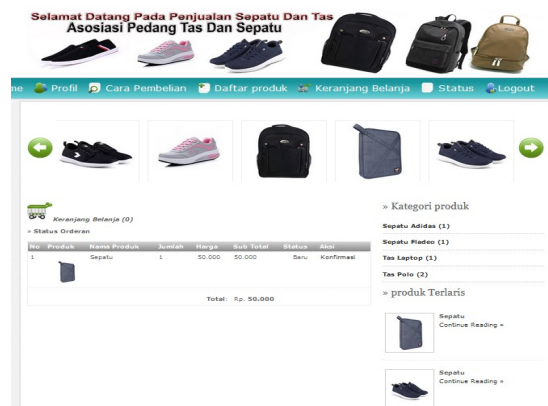 Selamat Datang Pada Penjualan Sepatu Dan Tas
Asosiasi Pedang Tas Dan Sepatu
me Profil Cara Pembelian Daftar produk Keranjang Belanja Status Logout
Keranjang Belanja (0)
» Status Orderan
No Produk Nama Produk Jumlah Harga Sub Total Status Aksi
1 Sepatu 1 50.000 50.000 Baru Konfirmasi
Total: Rp. 50.000
» Kategori produk
Sepatu Adidas (1)
Sepatu Fladeo (1)
Tas Laptop (1)
Tas Polo (2)
» produk Terlaris
Sepatu
Continue Reading »
Sepatu
Continue Reading »